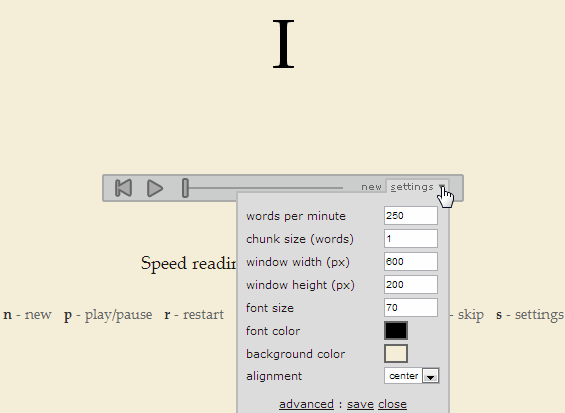 I
new settings
words per minute 250
chunk size (words) 1
window width (px) 600
window height (px) 200
font size 70
font color
background color
alignment center
advanced : save close
Speed
n - new p - play/pause r - restart - skip s - settings